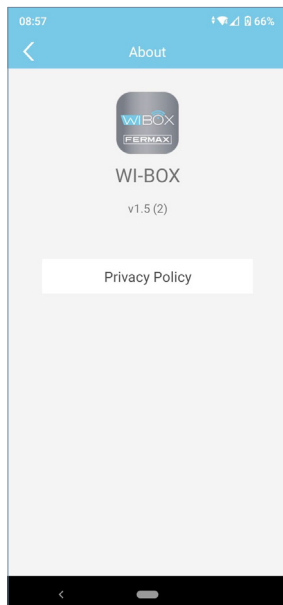 08:57
66%
About
WIBOX
FERMAX
WI-BOX
v1.5 (2)
Privacy Policy